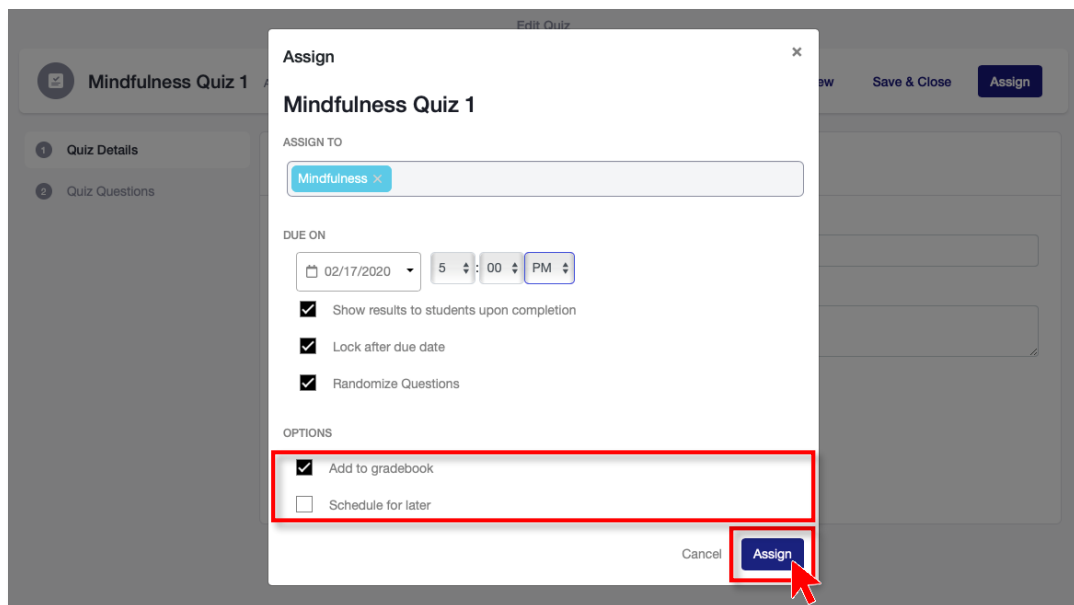 Edit Quiz
Mindfulness Quiz 1
Save & Close
Assign
1 Quiz Details
2 Quiz Questions
Assign ×
Mindfulness Quiz 1
ASSIGN TO
Mindfulness ×
DUE ON
02/17/2020 5 : 00 PM
Show results to students upon completion
Lock after due date
Randomize Questions
OPTIONS
Add to gradebook
Schedule for later
Cancel Assign